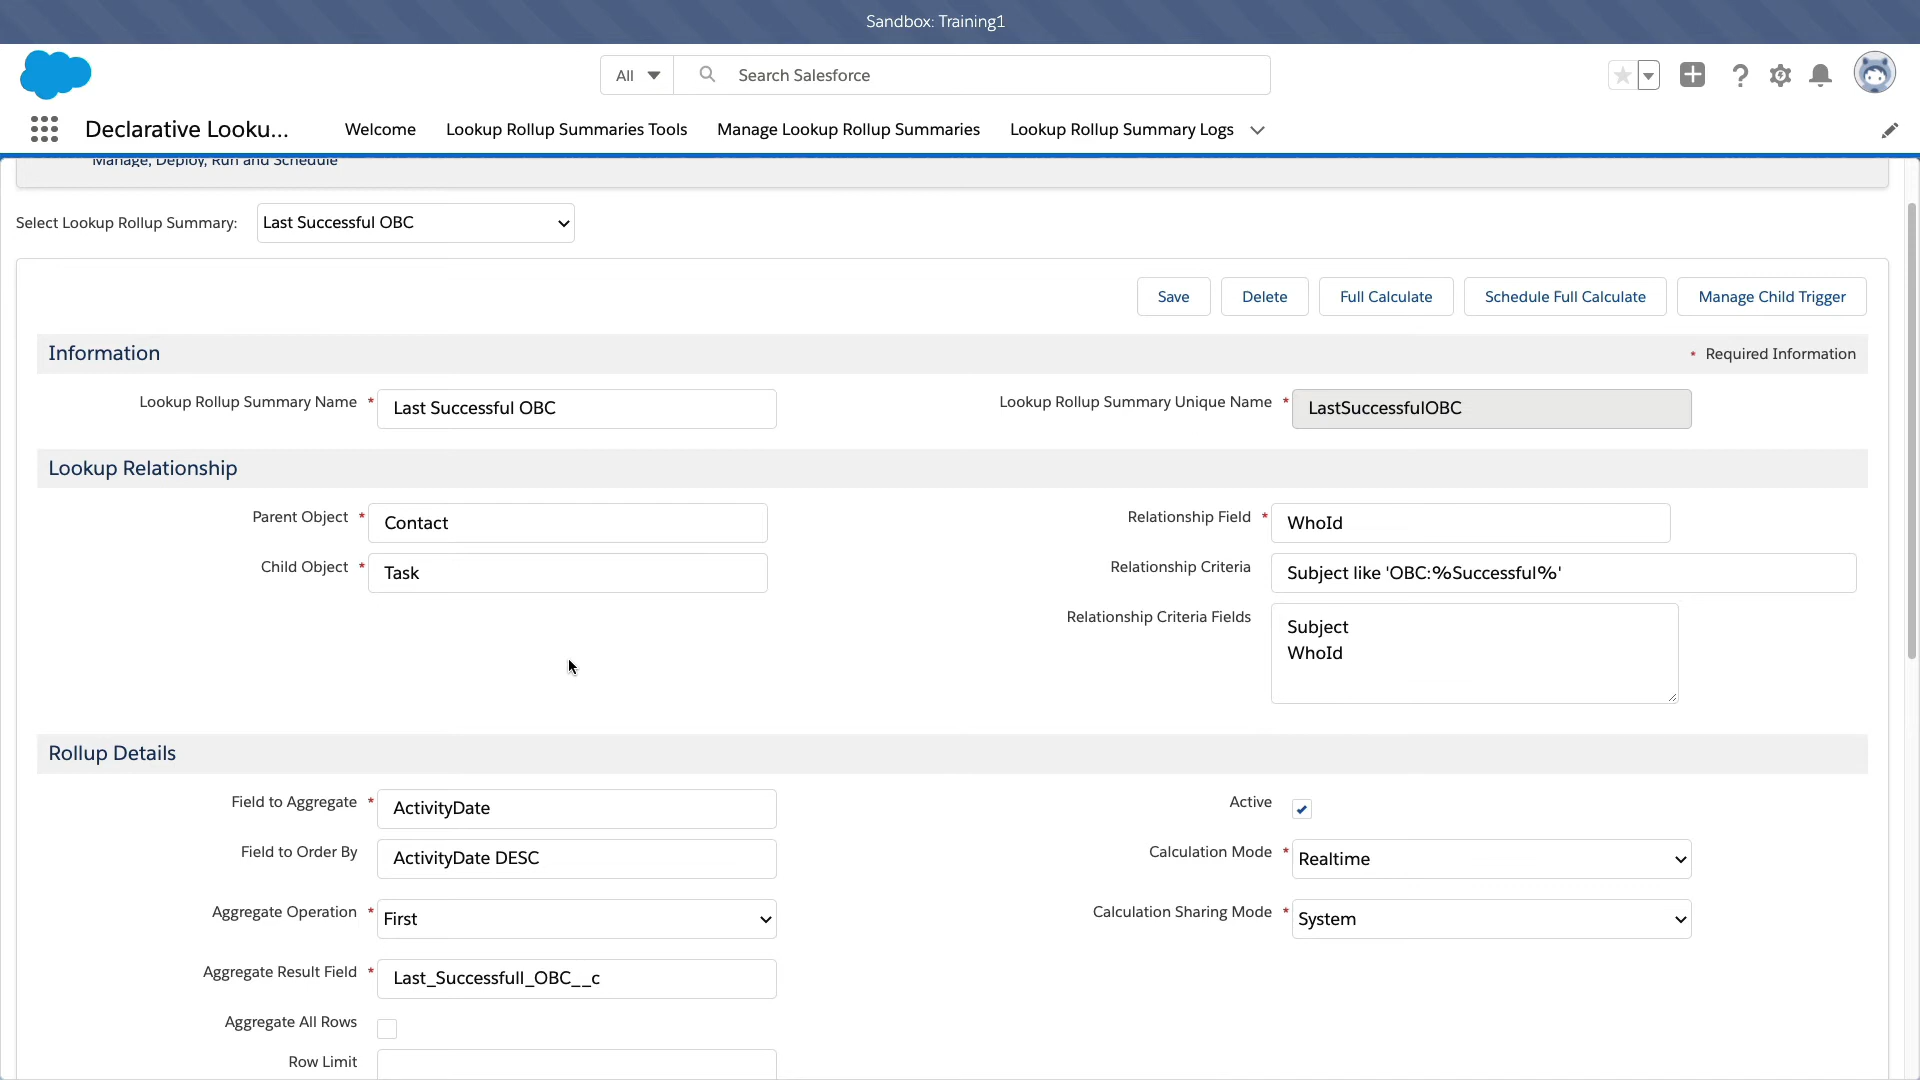 Sandbox: Training1
All
Search Salesforce
Declarative Looku...
Welcome
Lookup Rollup Summaries Tools
Manage Lookup Rollup Summaries
Lookup Rollup Summary Logs
Manage, Deploy, Run and Schedule
Select Lookup Rollup Summary:
Last Successful OBC
Save
Delete
Full Calculate
Schedule Full Calculate
Manage Child Trigger
Information
* Required Information
Lookup Rollup Summary Name *
Last Successful OBC
Lookup Rollup Summary Unique Name *
LastSuccessfulOBC
Lookup Relationship
Parent Object *
Contact
Relationship Field *
WhoId
Child Object *
Task
Relationship Criteria
Subject like 'OBC:%Successful%'
Relationship Criteria Fields
Subject
WhoId
Rollup Details
Field to Aggregate *
ActivityDate
Active
Field to Order By
ActivityDate DESC
Calculation Mode *
Realtime
Aggregate Operation *
First
Calculation Sharing Mode *
System
Aggregate Result Field *
Last_Successfull_OBC__c
Aggregate All Rows
Row Limit